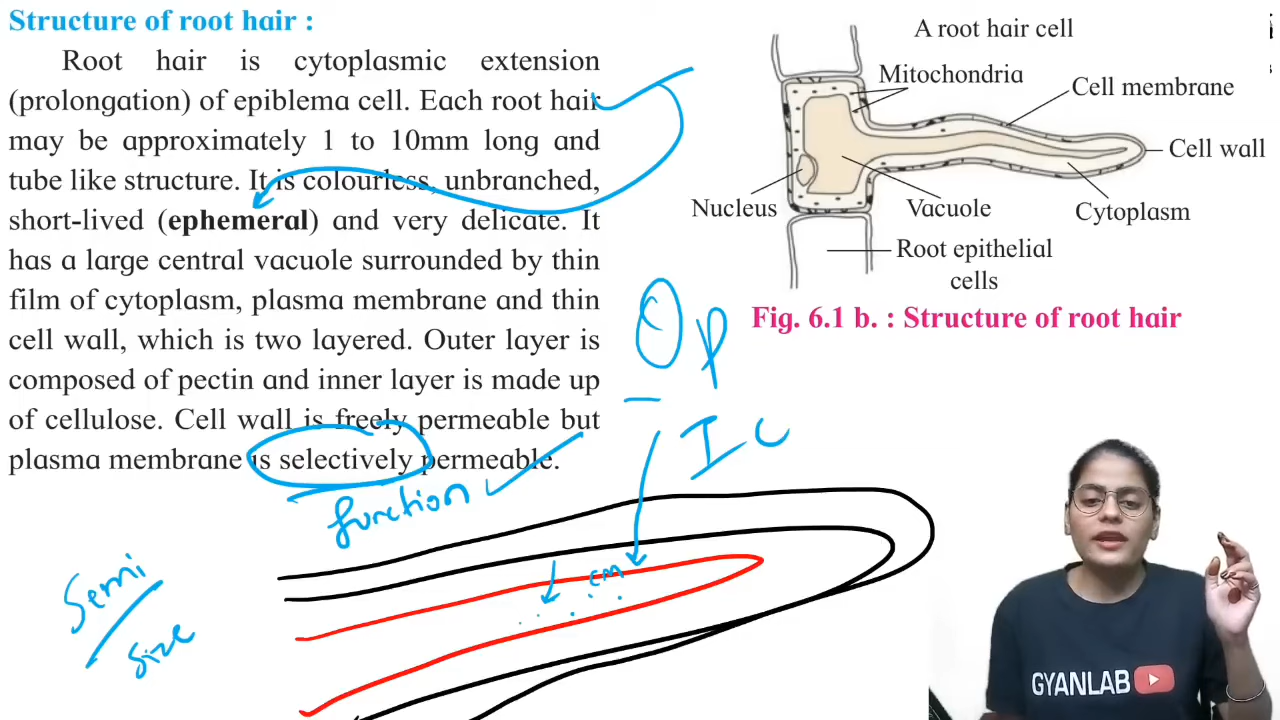 Structure of root hair :
Root hair is cytoplasmic extension
(prolongation) of epiblema cell. Each root hair
may be approximately 1 to 10mm long and
tube like structure. It is colourless, unbranched,
short-lived (ephemeral) and very delicate. It
has a large central vacuole surrounded by thin
film of cytoplasm, plasma membrane and thin
cell wall, which is two layered. Outer layer is
composed of pectin and inner layer is made up
of cellulose. Cell wall is freely permeable but
plasma membrane is selectively permeable.
A root hair cell
Mitochondria
Cell membrane
Cell wall
Nucleus
Vacuole
Cytoplasm
Root epithelial
cells
Fig. 6.1 b. : Structure of root hair
Op
Ic
function
Semi
size
cm
GYANLAB